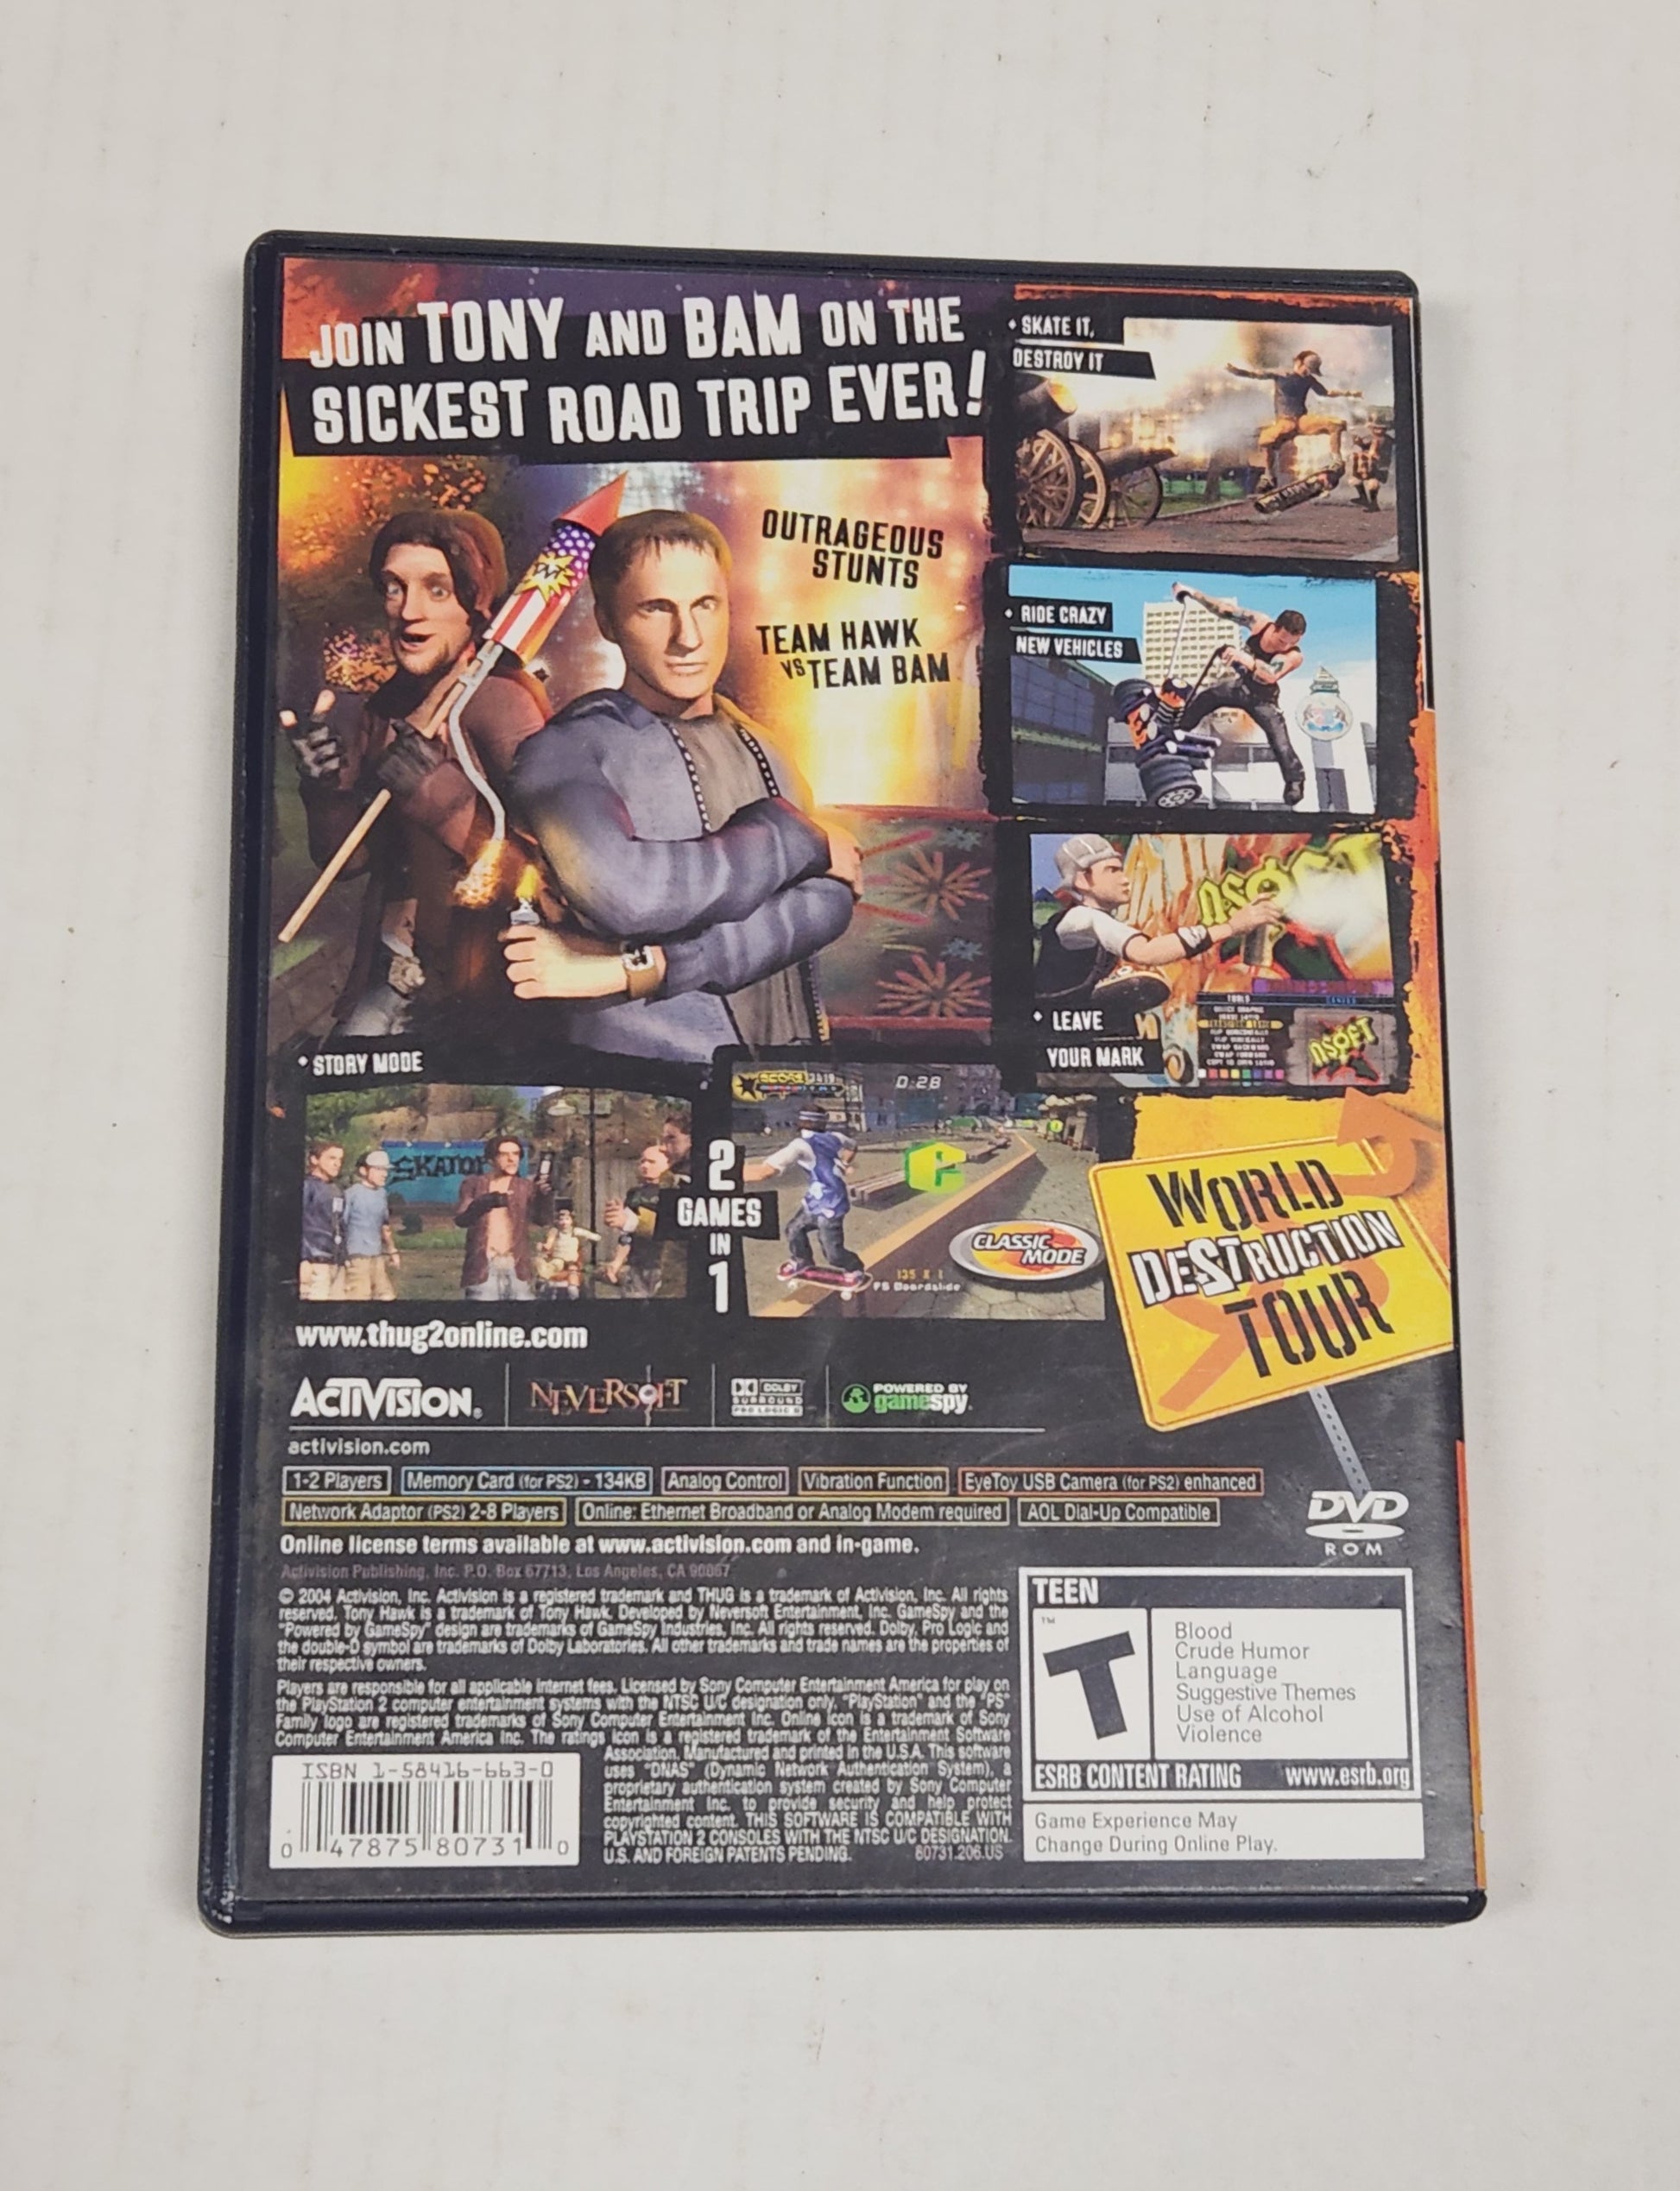 JOIN TONY AND BAM ON THE
SICKEST ROAD TRIP EVER!
OUTRAGEOUS
STUNTS
TEAM HAWK
VS TEAM BAM
• SKATE IT,
DESTROY IT
• RIDE CRAZY
NEW VEHICLES
• LEAVE
YOUR MARK
NSOFT
TOOLS
NSOFT
• STORY MODE
SKATOPIA
2
GAMES
IN
1
0:28
CLASSIC
MODE
135 X 1
FS Boardslide
WORLD
DESTRUCTION
TOUR
www.thug2online.com
ACTIVISION®
NEVERSOFT
DOLBY
SURROUND
PRO LOGIC II
POWERED BY
gamespy.
activision.com
1-2 Players
Memory Card (for PS2) - 134KB
Analog Control
Vibration Function
EyeToy USB Camera (for PS2) enhanced
Network Adaptor (PS2) 2-8 Players
Online: Ethernet Broadband or Analog Modem required
AOL Dial-Up Compatible
DVD
ROM
Online license terms available at www.activision.com and in-game.
Activision Publishing, Inc. P.O. Box 67713, Los Angeles, CA 90067
© 2004 Activision, Inc. Activision is a registered trademark and THUG is a trademark of Activision, Inc. All rights
reserved. Tony Hawk is a trademark of Tony Hawk. Developed by Neversoft Entertainment, Inc. GameSpy and the
"Powered by GameSpy" design are trademarks of GameSpy Industries, Inc. All rights reserved. Dolby, Pro Logic and
the double-D symbol are trademarks of Dolby Laboratories. All other trademarks and trade names are the properties of
their respective owners.
Players are responsible for all applicable internet fees. Licensed by Sony Computer Entertainment America for play on
the PlayStation 2 computer entertainment systems with the NTSC U/C designation only. "PlayStation" and the "PS"
Family logo are registered trademarks of Sony Computer Entertainment Inc. Online icon is a trademark of Sony
Computer Entertainment America Inc. The ratings icon is a registered trademark of the Entertainment Software
Association. Manufactured and printed in the U.S.A. This software
uses "DNAS" (Dynamic Network Authentication System), a
proprietary authentication system created by Sony Computer
Entertainment Inc. to provide security and help protect
copyrighted content. THIS SOFTWARE IS COMPATIBLE WITH
PLAYSTATION 2 CONSOLES WITH THE NTSC U/C DESIGNATION.
U.S. AND FOREIGN PATENTS PENDING. 80731.206.US
ISBN 1-58416-663-0
0 47875 80731 0
TEEN
™
T
Blood
Crude Humor
Language
Suggestive Themes
Use of Alcohol
Violence
ESRB CONTENT RATING www.esrb.org
Game Experience May
Change During Online Play.